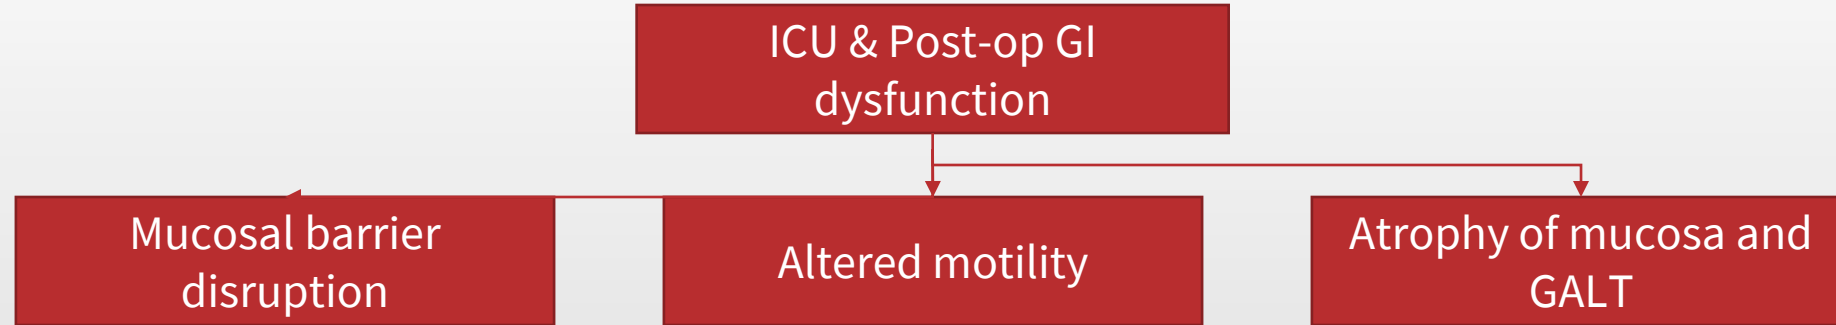 ICU & Post-op GI
dysfunction
Mucosal barrier
disruption
Altered motility
Atrophy of mucosa and
GALT